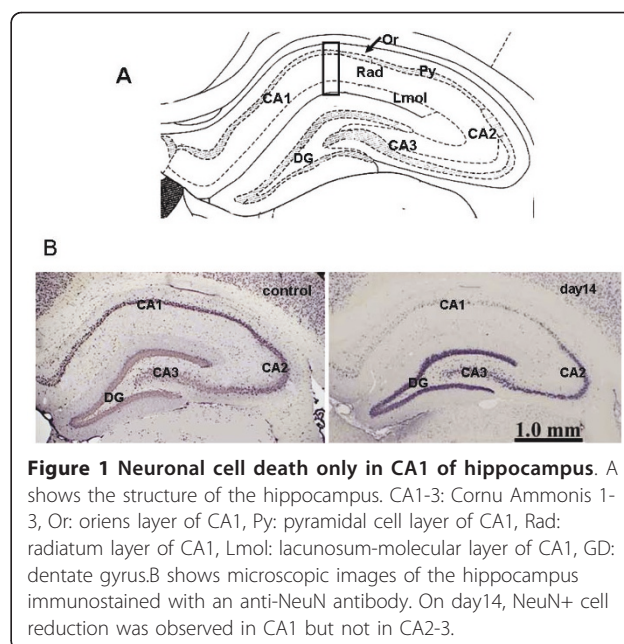 A
Or
Rad
Py
CA1
Lmol
CA2
CA3
DG
B
CA1
control
CA2
CA3
DG
CA1
day14
CA2
CA3
DG
1.0 mm
Figure 1 Neuronal cell death only in CA1 of hippocampus. A
shows the structure of the hippocampus. CA1-3: Cornu Ammonis 1-
3, Or: oriens layer of CA1, Py: pyramidal cell layer of CA1, Rad:
radiatum layer of CA1, Lmol: lacunosum-molecular layer of CA1, GD:
dentate gyrus.B shows microscopic images of the hippocampus
immunostained with an anti-NeuN antibody. On day14, NeuN+ cell
reduction was observed in CA1 but not in CA2-3.